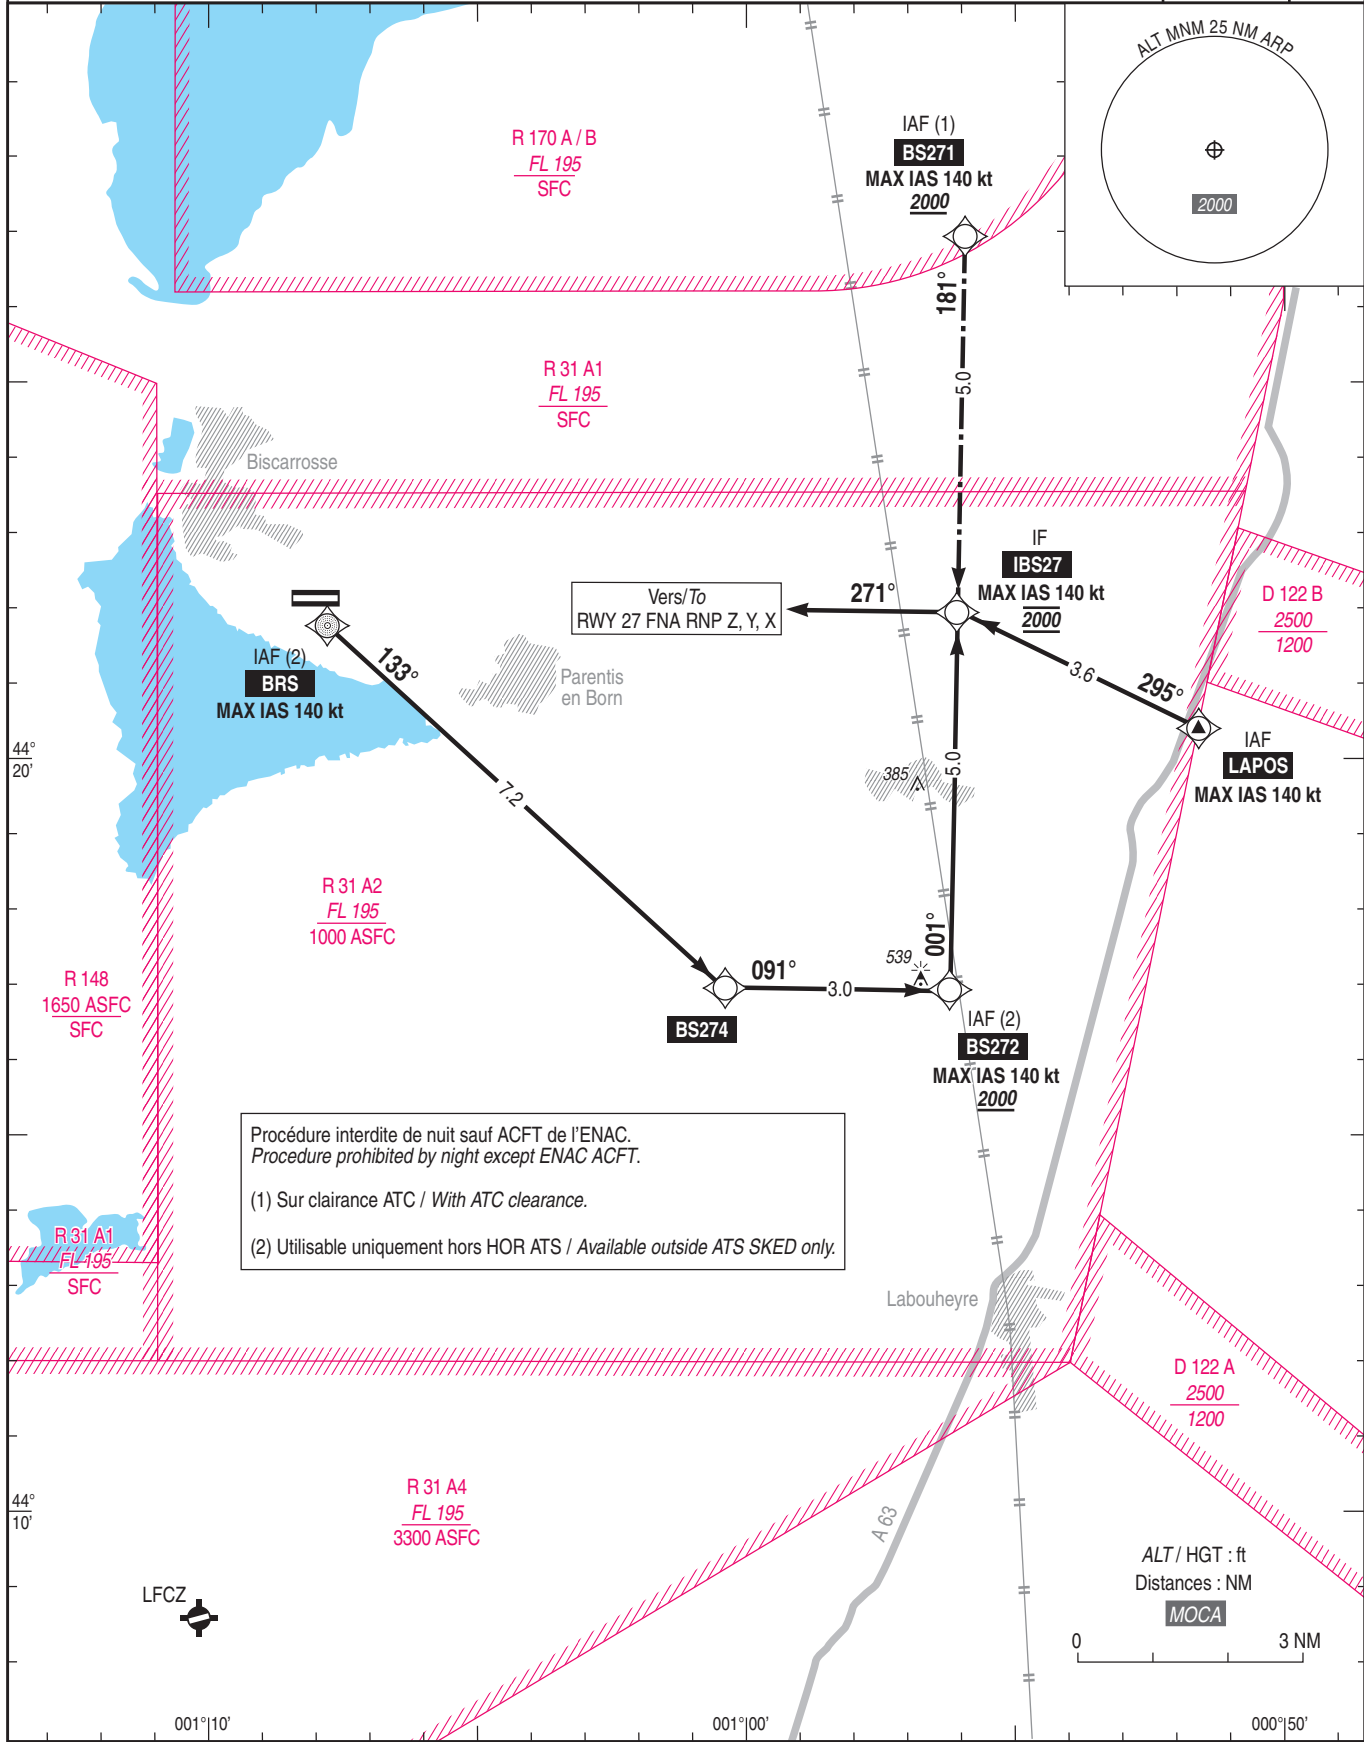 ALT MNM 25 NM ARP
2000
IAF (1)
BS271
MAX IAS 140 kt
2000
R 170 A / B
FL 195
SFC
181°
5.0
R 31 A1
FL 195
SFC
Biscarrosse
IF
IBS27
MAX IAS 140 kt
2000
271°
Vers/To
RWY 27 FNA RNP Z, Y, X
D 122 B
2500
1200
IAF (2)
BRS
MAX IAS 140 kt
133°
Parentis
en Born
3.6
295°
IAF
LAPOS
MAX IAS 140 kt
44°
20'
7.2
385
5.0
R 31 A2
FL 195
1000 ASFC
R 148
1650 ASFC
SFC
001°
539
091°
3.0
BS274
IAF (2)
BS272
MAX IAS 140 kt
2000
Procédure interdite de nuit sauf ACFT de l'ENAC.
Procedure prohibited by night except ENAC ACFT.
(1) Sur clairance ATC / With ATC clearance.
(2) Utilisable uniquement hors HOR ATS / Available outside ATS SKED only.
R 31 A1
FL 195
SFC
Labouheyre
D 122 A
2500
1200
R 31 A4
FL 195
3300 ASFC
44°
10'
A 63
LFCZ
ALT / HGT : ft
Distances : NM
MOCA
0 3 NM
001°10' 001°00' 000°50'